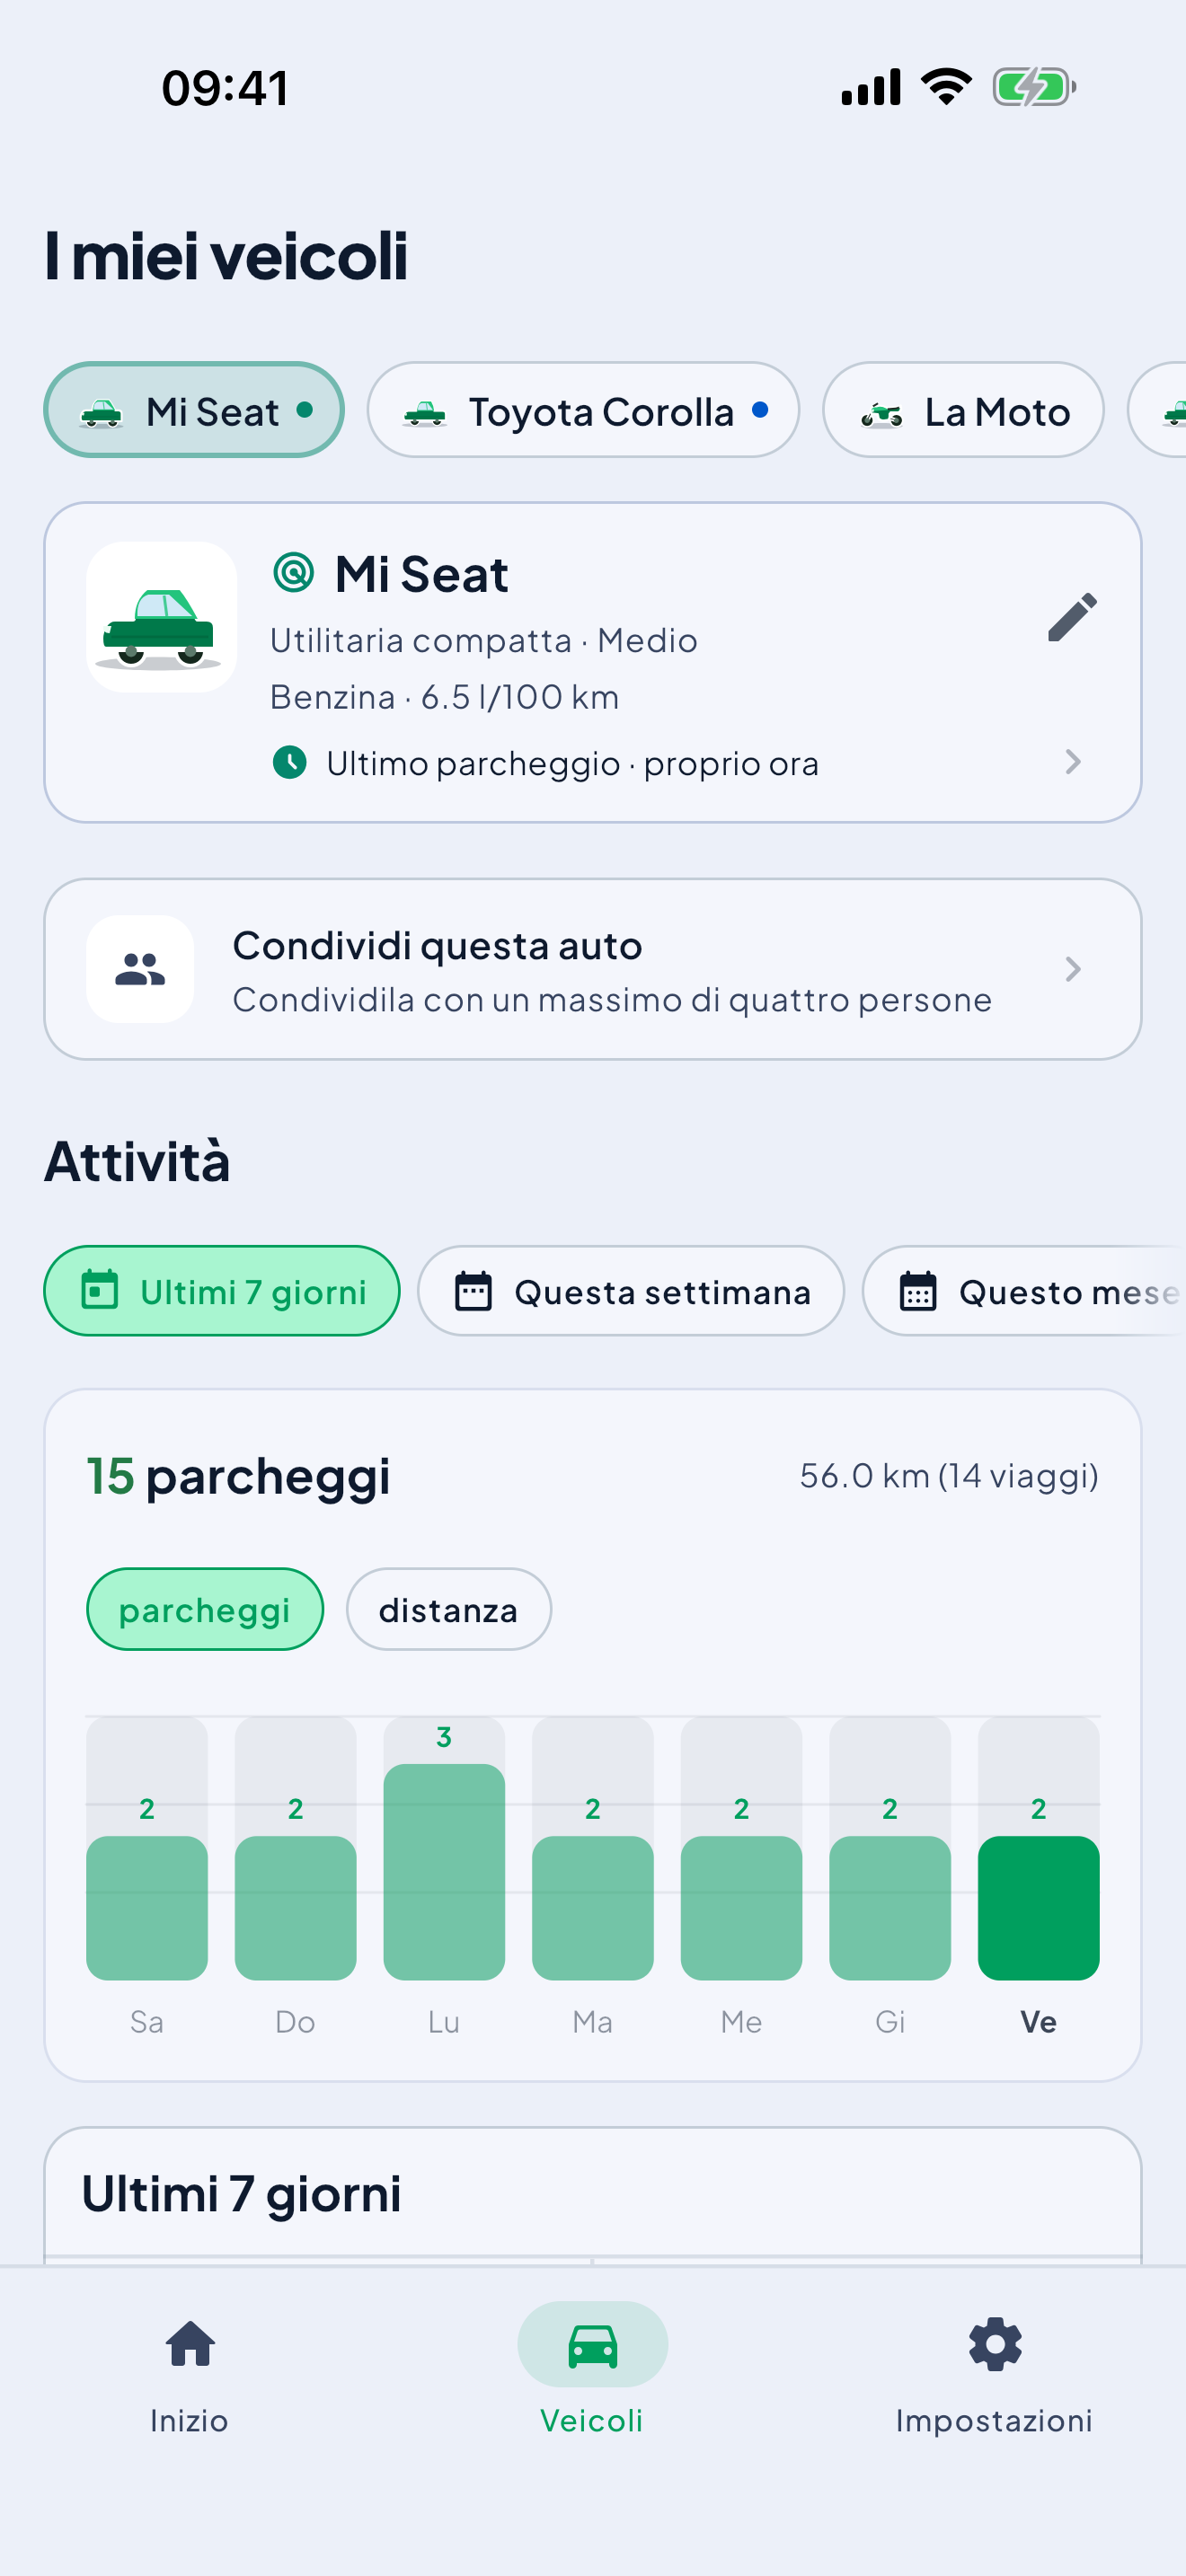 09:41
I miei veicoli
Mi Seat
Toyota Corolla
La Moto
Mi Seat
Utilitaria compatta · Medio
Benzina · 6.5 l/100 km
Ultimo parcheggio · proprio ora
Condividi questa auto
Condividila con un massimo di quattro persone
Attività
Ultimi 7 giorni
Questa settimana
Questo mese
15 parcheggi
56.0 km (14 viaggi)
parcheggi
distanza
2 2 3 2 2 2 2
Sa Do Lu Ma Me Gi Ve
Ultimi 7 giorni
Inizio
Veicoli
Impostazioni